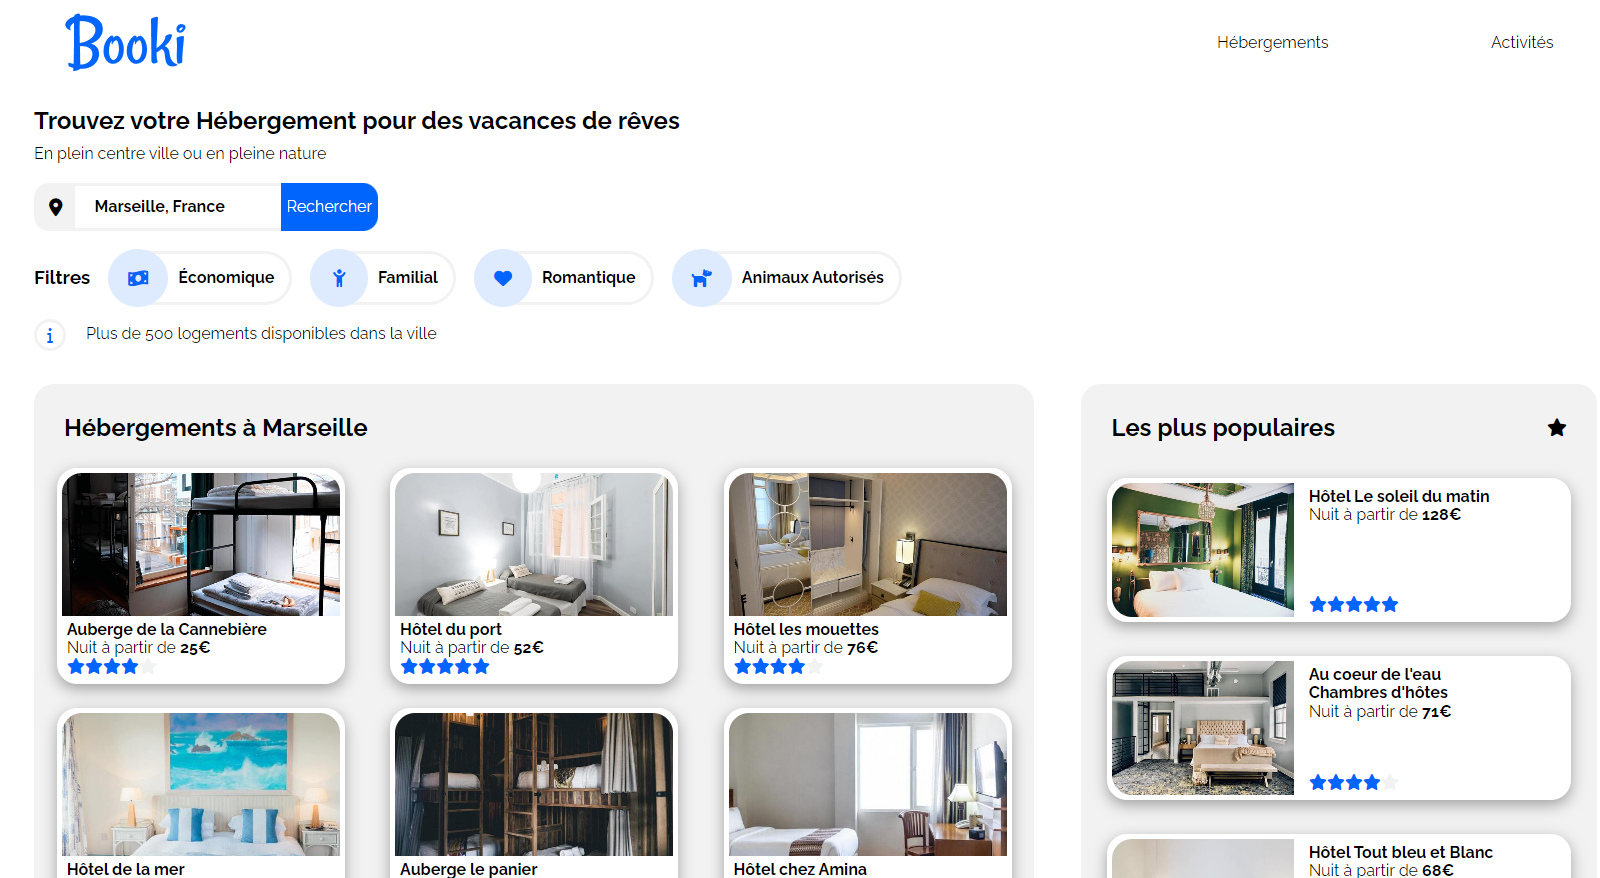 Booki
Hébergements
Activités
Trouvez votre Hébergement pour des vacances de rêves
En plein centre ville ou en pleine nature
Marseille, France
Rechercher
Filtres
Économique
Familial
Romantique
Animaux Autorisés
Plus de 500 logements disponibles dans la ville
Hébergements à Marseille
Auberge de la Cannebière
Nuit à partir de 25€
Hôtel du port
Nuit à partir de 52€
Hôtel les mouettes
Nuit à partir de 76€
Hôtel de la mer
Auberge le panier
Hôtel chez Amina
Les plus populaires
Hôtel Le soleil du matin
Nuit à partir de 128€
Au coeur de l'eau
Chambres d'hôtes
Nuit à partir de 71€
Hôtel Tout bleu et Blanc
Nuit à partir de 68€